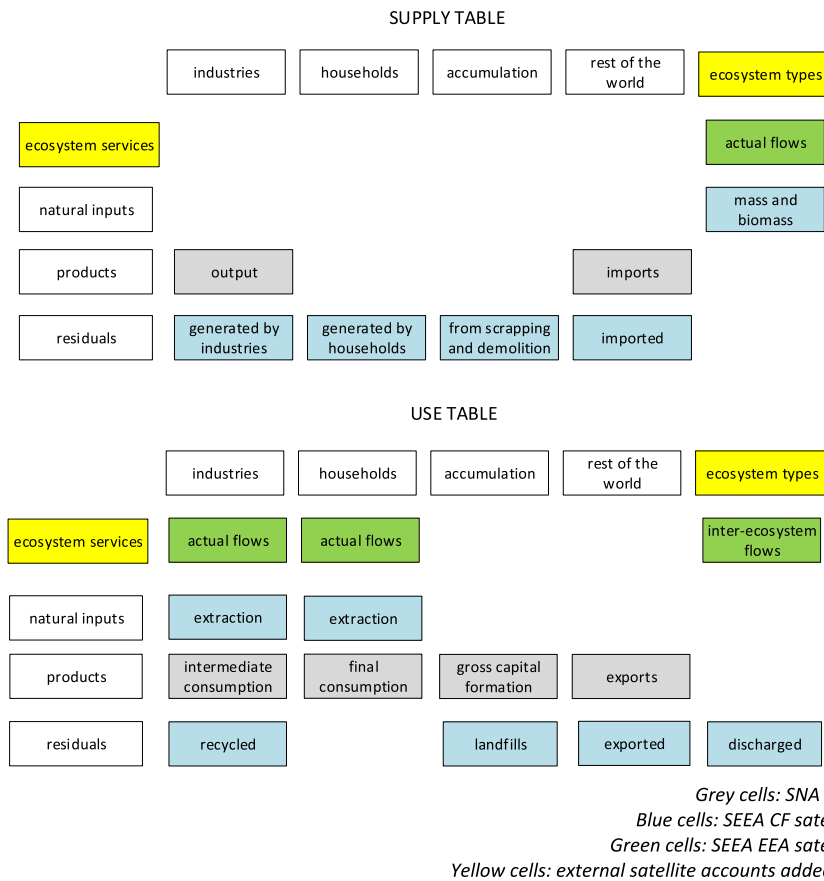 SUPPLY TABLE
industries
households
accumulation
rest of the
world
ecosystem types
ecosystem services
actual flows
natural inputs
mass and
biomass
products
output
imports
residuals
generated by
industries
generated by
households
from scrapping
and demolition
imported
USE TABLE
industries
households
accumulation
rest of the
world
ecosystem types
ecosystem services
actual flows
actual flows
inter-ecosystem
flows
natural inputs
extraction
extraction
products
intermediate
consumption
final
consumption
gross capital
formation
exports
residuals
recycled
landfills
exported
discharged
Grey cells: SNA
Blue cells: SEEA CF sate
Green cells: SEEA EEA sate
Yellow cells: external satellite accounts added